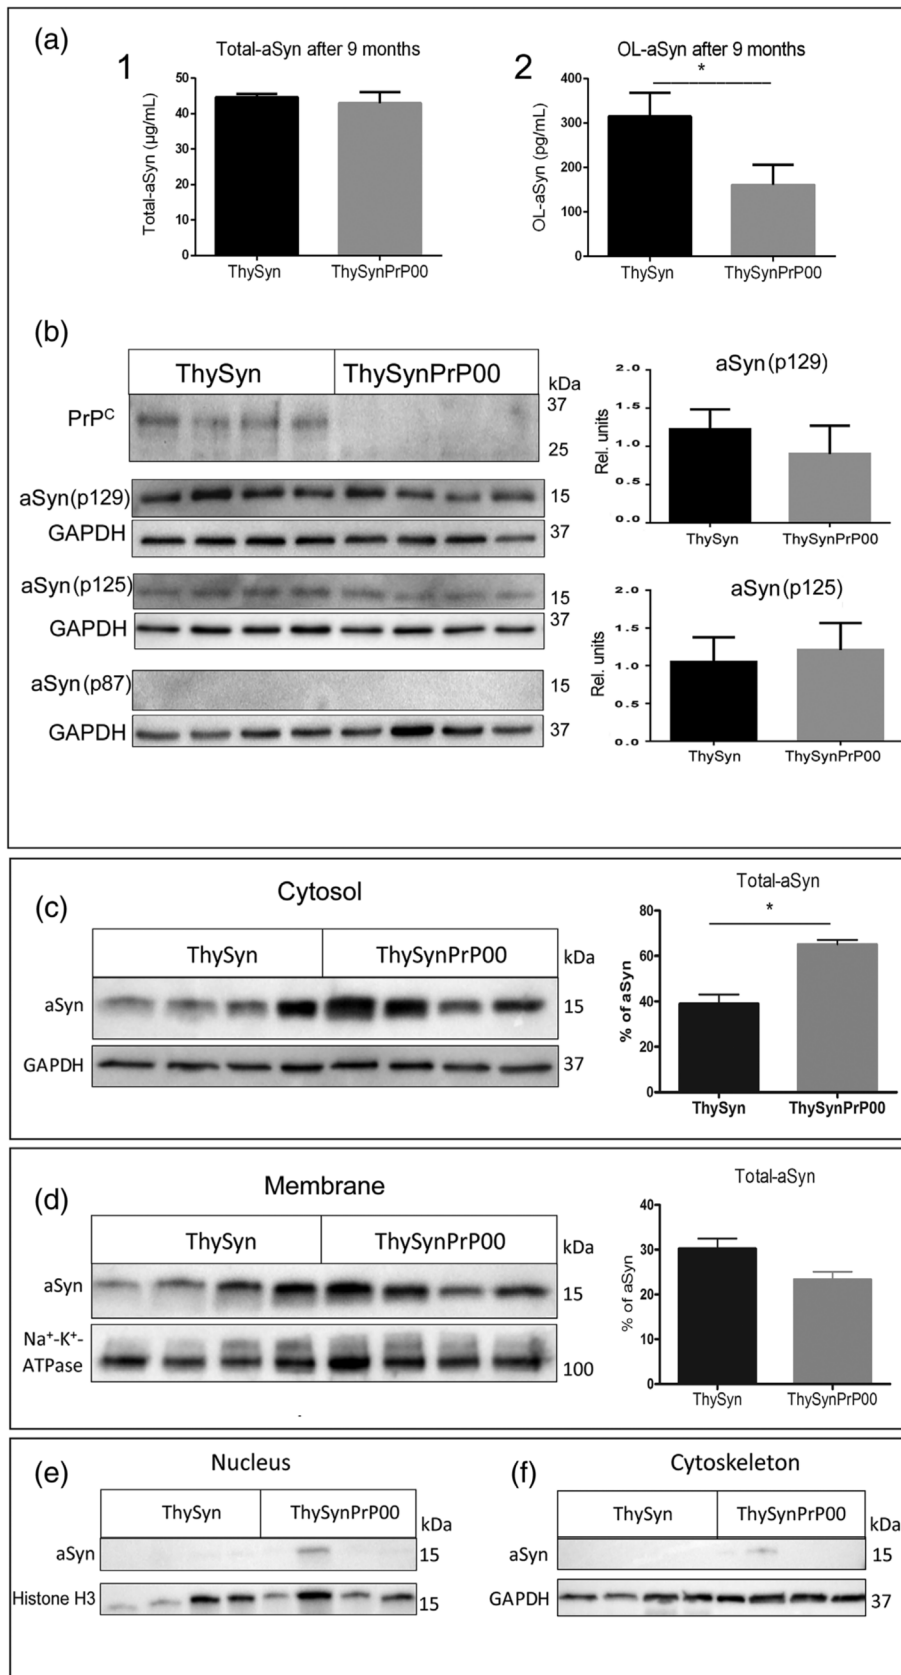 (a)
1
Total-aSyn after 9 months
Total-aSyn (µg/mL)
50
40
30
20
10
0
ThySyn
ThySynPrP00
2
OL-aSyn after 9 months
*
OL-aSyn (pg/mL)
400
300
200
100
0
ThySyn
ThySynPrP00
(b)
ThySyn
ThySynPrP00
kDa
PrPᶜ
37
25
aSyn(p129)
15
GAPDH
37
aSyn(p125)
15
GAPDH
37
aSyn(p87)
15
GAPDH
37
aSyn(p129)
Rel. units
2.0
1.5
1.0
0.5
0.0
ThySyn
ThySynPrP00
aSyn(p125)
Rel. units
2.0
1.5
1.0
0.5
0.0
ThySyn
ThySynPrP00
(c)
Cytosol
ThySyn
ThySynPrP00
kDa
aSyn
15
GAPDH
37
Total-aSyn
*
% of aSyn
80
60
40
20
0
ThySyn
ThySynPrP00
(d)
Membrane
ThySyn
ThySynPrP00
kDa
aSyn
15
Na⁺-K⁺-
ATPase
100
Total-aSyn
% of aSyn
40
30
20
10
0
ThySyn
ThySynPrP00
(e)
Nucleus
ThySyn
ThySynPrP00
kDa
aSyn
15
Histone H3
15
(f)
Cytoskeleton
ThySyn
ThySynPrP00
kDa
aSyn
15
GAPDH
37